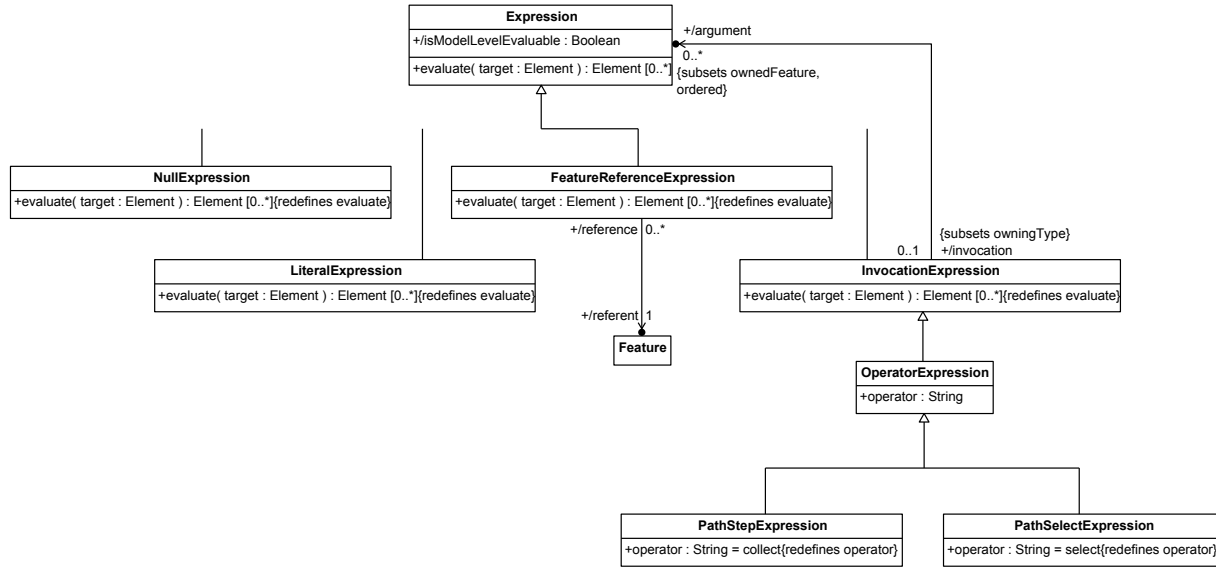 Expression
+/isModelLevelEvaluable : Boolean
+evaluate( target : Element ) : Element [0..*]
+/argument
0..*
{subsets ownedFeature,
ordered}
NullExpression
+evaluate( target : Element ) : Element [0..*]{redefines evaluate}
FeatureReferenceExpression
+evaluate( target : Element ) : Element [0..*]{redefines evaluate}
+/reference 0..*
{subsets owningType}
0..1 +/invocation
LiteralExpression
+evaluate( target : Element ) : Element [0..*]{redefines evaluate}
InvocationExpression
+evaluate( target : Element ) : Element [0..*]{redefines evaluate}
+/referent 1
Feature
OperatorExpression
+operator : String
PathStepExpression
+operator : String = collect{redefines operator}
PathSelectExpression
+operator : String = select{redefines operator}